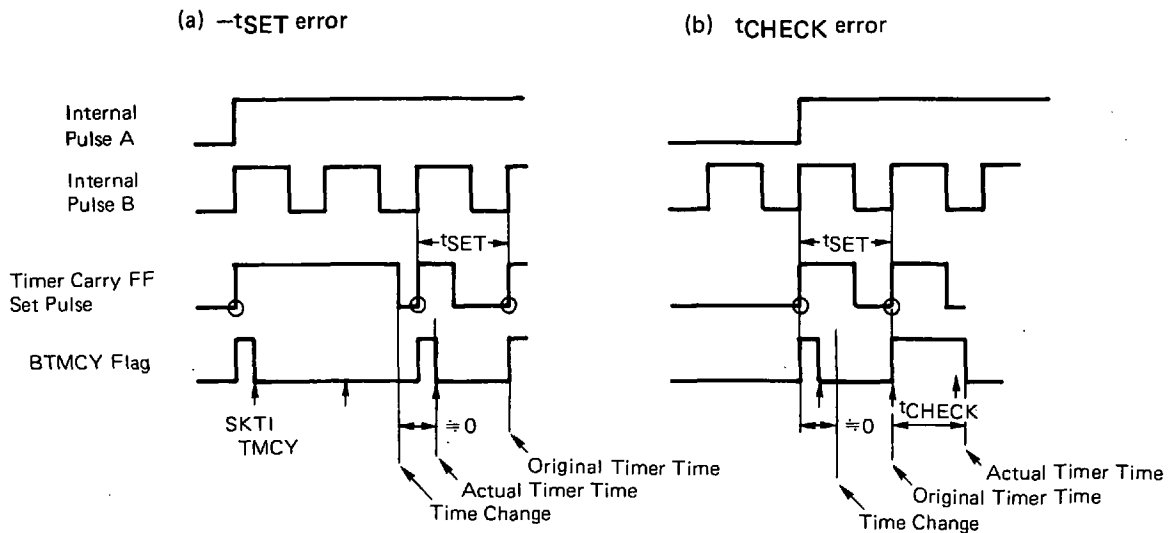 (a) −tSET error
(b) tCHECK error
Internal
Pulse A
Internal
Pulse B
tSET
tSET
Timer Carry FF
Set Pulse
BTMCY Flag
SKTI
TMCY
≒0
Original Timer Time
Actual Timer Time
Time Change
tCHECK
≒0
Actual Timer Time
Original Timer Time
Time Change